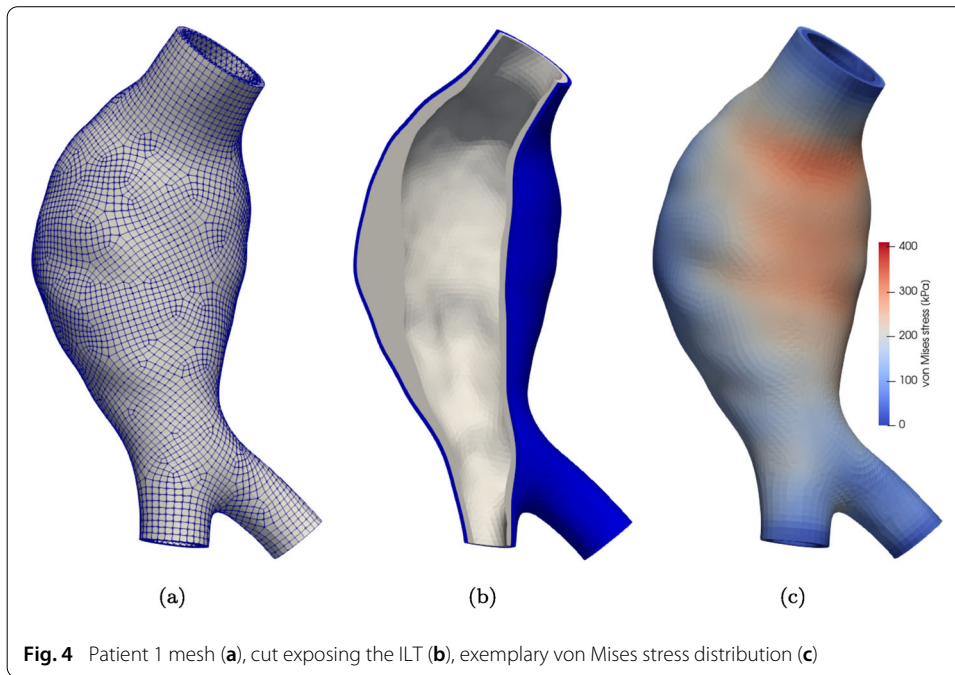 400
300
200
100
0
von Mises stress (kPa)
(a)
(b)
(c)
Fig. 4 Patient 1 mesh (a), cut exposing the ILT (b), exemplary von Mises stress distribution (c)